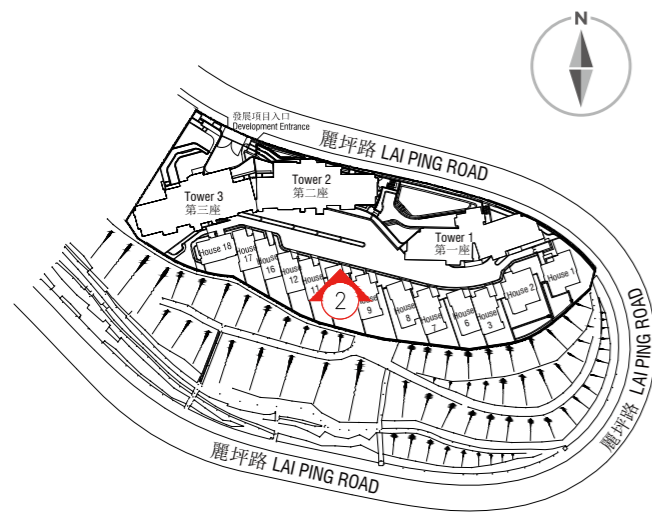 N
發展項目入口
Development Entrance
麗坪路 LAI PING ROAD
Tower 2
第二座
Tower 3
第三座
Tower 1
第一座
House 18
House 17
House 16
House 12
House 11
2
House 9
House 8
House
House 6
House 3
House 2
House 1
麗坪路 LAI PING ROAD
麗坪路 LAI PING ROAD